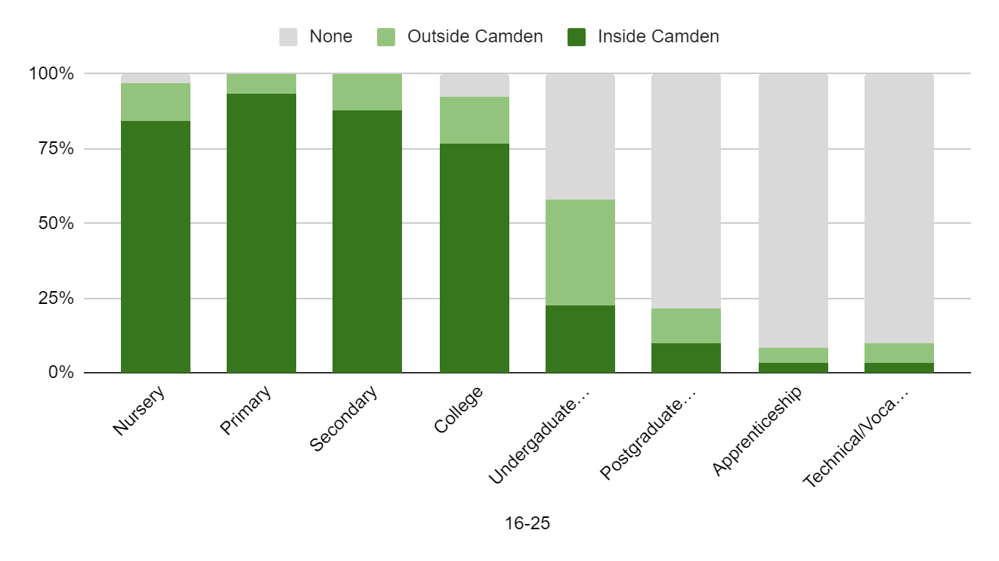 None Outside Camden Inside Camden
100%
75%
50%
25%
0%
Nursery
Primary
Secondary
College
Undergaduate…
Postgraduate…
Apprenticeship
Technical/Voca…
16-25